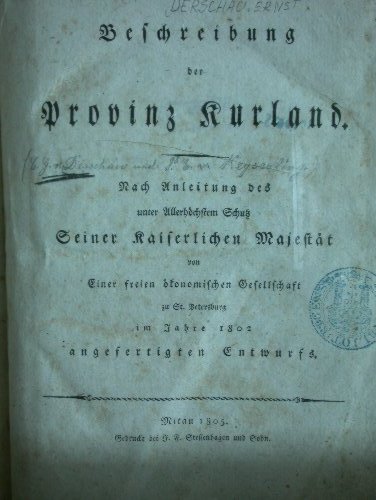 DERSCHAU, ERNST.
Beschreibung
der
Provinz Kurland.
Nach Anleitung des
unter Allerhöchstem Schutz
Seiner Kaiserlichen Majestät
von
Einer freien ökonomischen Gesellschaft
zu St. Petersburg
im Jahre 1802
angefertigten Entwurfs.
Mitau 1805.
Gedruckt bei J. F. Steffenhagen und Sohn.